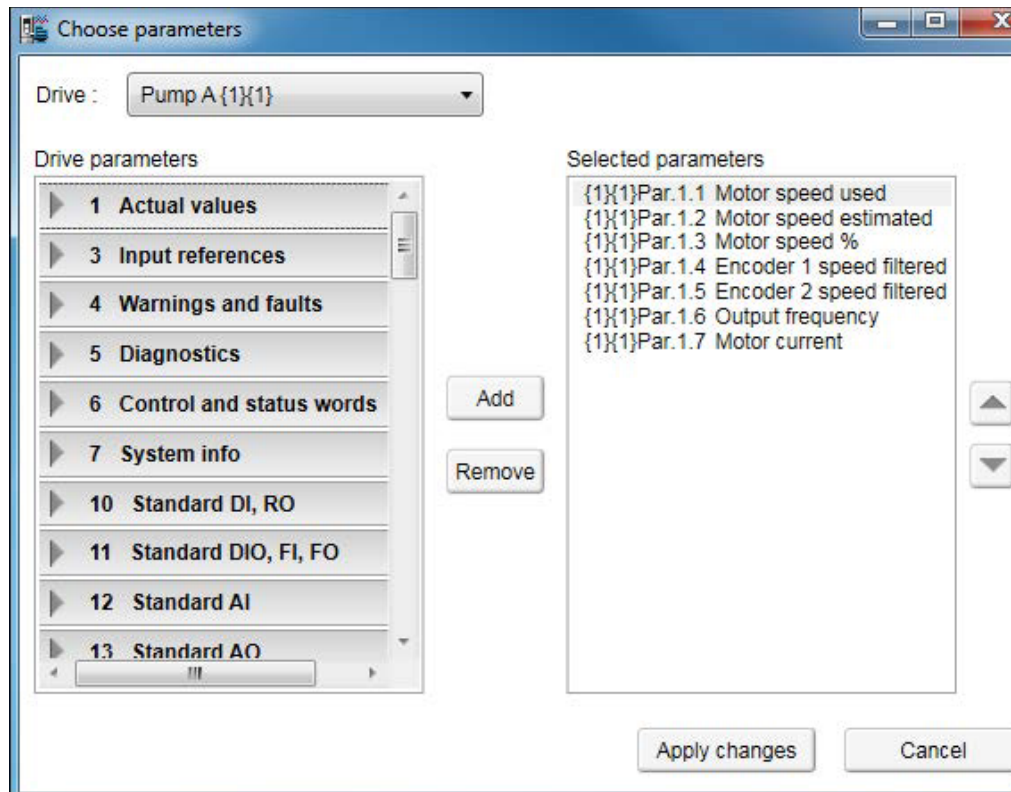 Choose parameters
Drive : Pump A {1}{1}
Drive parameters
1 Actual values
3 Input references
4 Warnings and faults
5 Diagnostics
6 Control and status words
7 System info
10 Standard DI, RO
11 Standard DIO, FI, FO
12 Standard AI
13 Standard AO
Add
Remove
Selected parameters
{1}{1}Par.1.1 Motor speed used
{1}{1}Par.1.2 Motor speed estimated
{1}{1}Par.1.3 Motor speed %
{1}{1}Par.1.4 Encoder 1 speed filtered
{1}{1}Par.1.5 Encoder 2 speed filtered
{1}{1}Par.1.6 Output frequency
{1}{1}Par.1.7 Motor current
Apply changes
Cancel